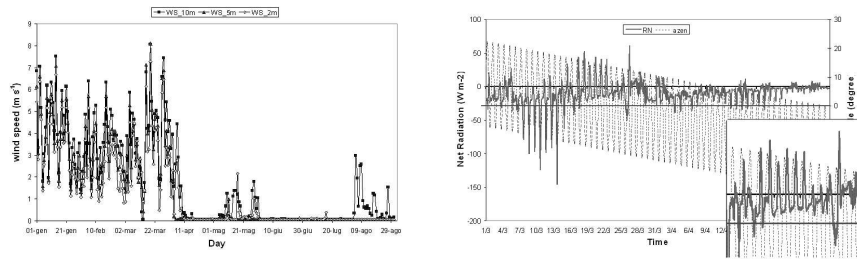 WS_10m WS_5m WS_2m
9
8
7
6
5
4
3
2
1
0
wind speed (m s⁻¹)
01-gen 21-gen 10-feb 02-mar 22-mar 11-apr 01-mag 21-mag 10-giu 30-giu 20-lug 09-ago 29-ago
Day
RN azen
100
50
0
-50
-100
-150
-200
Net Radiation (W m-2)
30
20
10
0
e (degree
1/3 4/3 7/3 10/3 13/3 16/3 19/3 22/3 25/3 28/3 31/3 3/4 6/4 9/4 12/4
Time